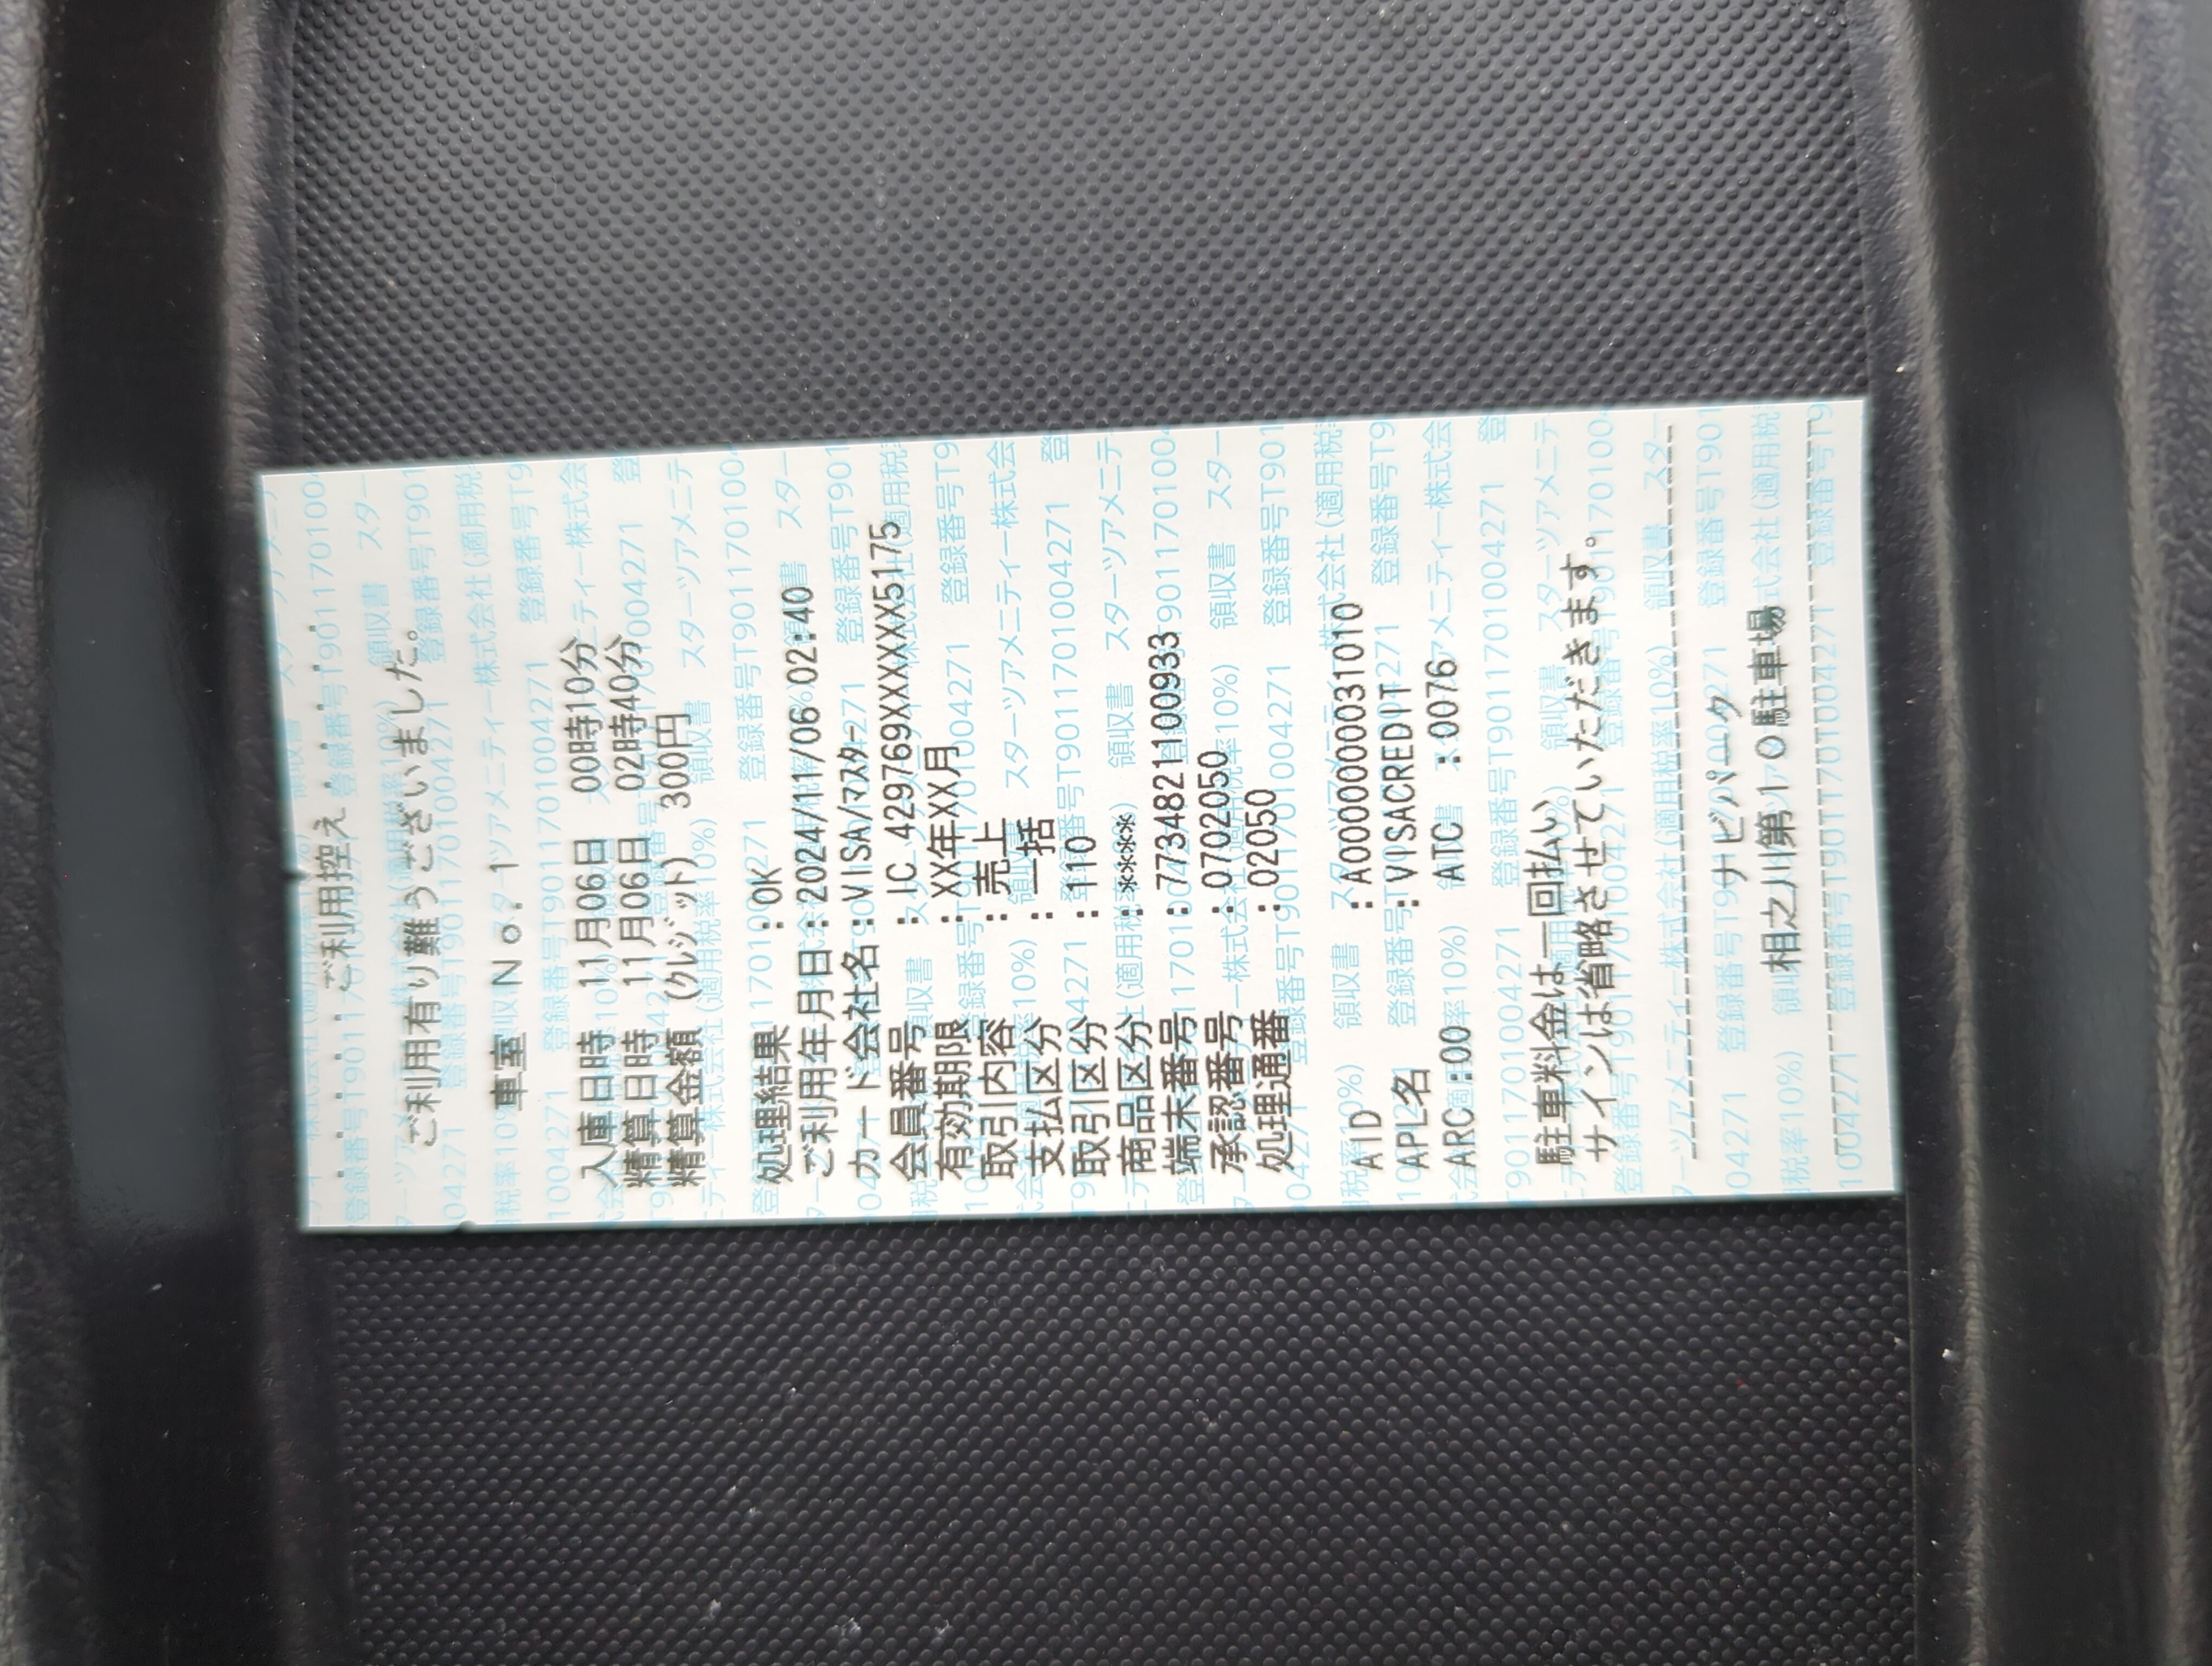 ・・・・・ご利用控え・・・・・
ご利用有り難うございました。
車室 No. 1
入庫日時 11月06日 00時10分
精算日時 11月06日 02時40分
精算金額 (クレジット) 300円
処理結果 :OK
ご利用年月日:2024/11/06 02:40
カード会社名:VISA/マスター
会員番号 :IC 429769XXXXXX5175
有効期限 :XX年XX月
取引内容 :売上
支払区分 :一括
取引区分 :110
商品区分 :****
端末番号 :7734821100933
承認番号 :0702050
処理通番 :02050
AID :A0000000031010
APL名 :VISACREDIT
ARC :00 ATC :0076
駐車料金は一回払い
サインは省略させていただきます。
ナビパーク
相之川第10駐車場
領収書 スターツアメニティー株式会社(適用税率10%) 登録番号T9011701004271